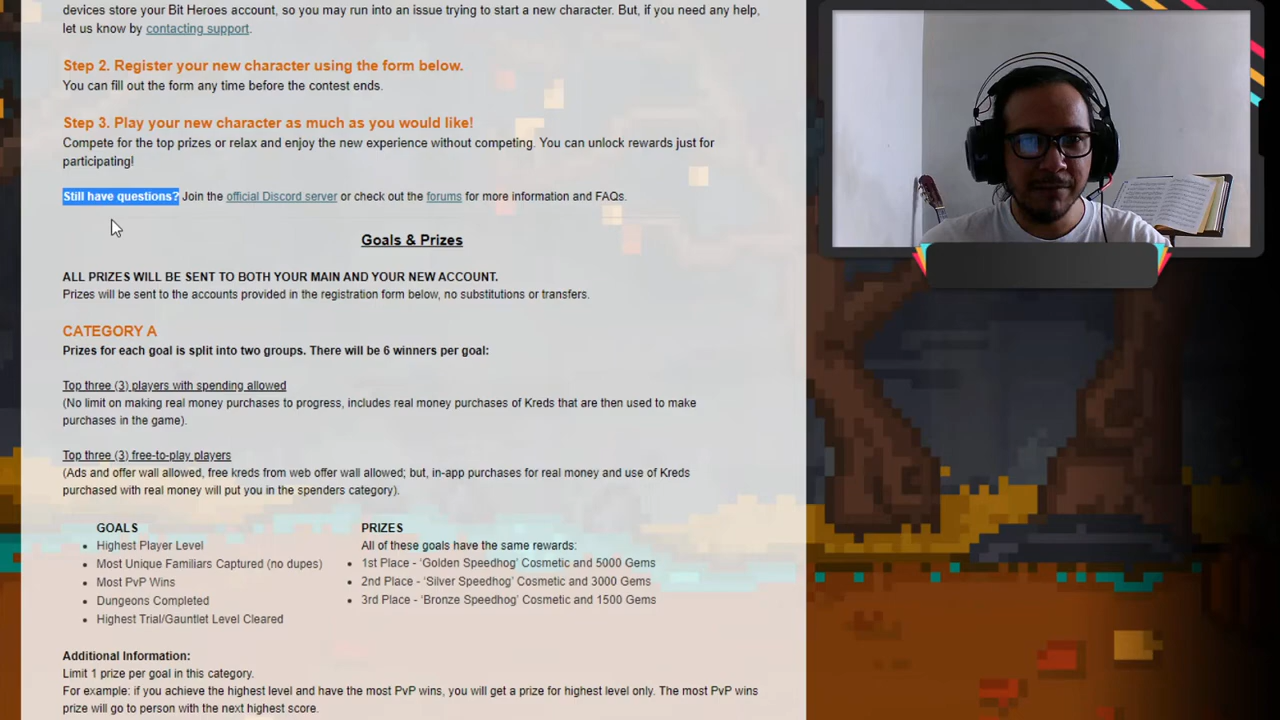 devices store your Bit Heroes account, so you may run into an issue trying to start a new character. But, if you need any help,
let us know by contacting support.
Step 2. Register your new character using the form below.
You can fill out the form any time before the contest ends.
Step 3. Play your new character as much as you would like!
Compete for the top prizes or relax and enjoy the new experience without competing. You can unlock rewards just for
participating!
Still have questions? Join the official Discord server or check out the forums for more information and FAQs.
Goals & Prizes
ALL PRIZES WILL BE SENT TO BOTH YOUR MAIN AND YOUR NEW ACCOUNT.
Prizes will be sent to the accounts provided in the registration form below, no substitutions or transfers.
CATEGORY A
Prizes for each goal is split into two groups. There will be 6 winners per goal:
Top three (3) players with spending allowed
(No limit on making real money purchases to progress, includes real money purchases of Kreds that are then used to make
purchases in the game).
Top three (3) free-to-play players
(Ads and offer wall allowed, free kreds from web offer wall allowed; but, in-app purchases for real money and use of Kreds
purchased with real money will put you in the spenders category).
GOALS
• Highest Player Level
• Most Unique Familiars Captured (no dupes)
• Most PvP Wins
• Dungeons Completed
• Highest Trial/Gauntlet Level Cleared
PRIZES
All of these goals have the same rewards:
• 1st Place - ‘Golden Speedhog’ Cosmetic and 5000 Gems
• 2nd Place - ‘Silver Speedhog’ Cosmetic and 3000 Gems
• 3rd Place - ‘Bronze Speedhog’ Cosmetic and 1500 Gems
Additional Information:
Limit 1 prize per goal in this category.
For example: if you achieve the highest level and have the most PvP wins, you will get a prize for highest level only. The most PvP wins
prize will go to person with the next highest score.